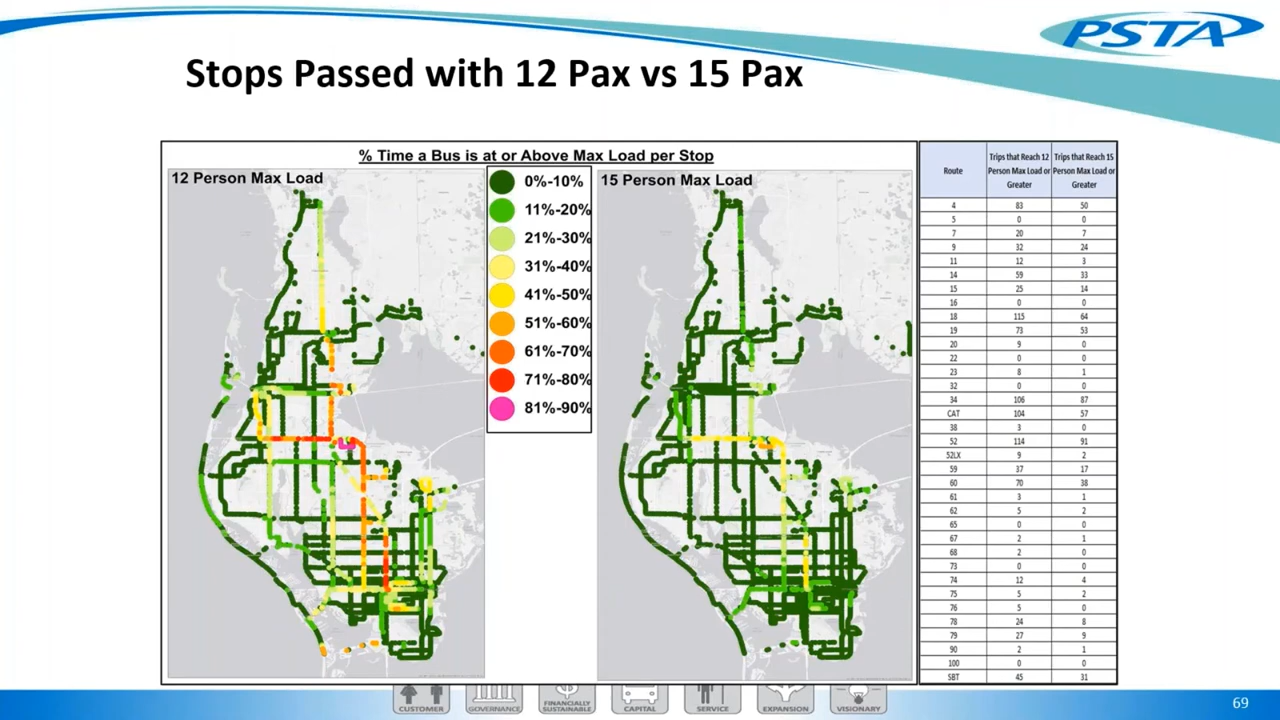 PSTA
Stops Passed with 12 Pax vs 15 Pax
% Time a Bus is at or Above Max Load per Stop
12 Person Max Load
0%-10%
11%-20%
21%-30%
31%-40%
41%-50%
51%-60%
61%-70%
71%-80%
81%-90%
15 Person Max Load
Route Trips that Reach 12 Person Max Load or Greater Trips that Reach 15 Person Max Load or Greater
4 83 50
5 0 0
7 20 7
9 32 24
11 12 3
14 59 33
15 25 14
16 0 0
18 115 64
19 73 53
20 9 0
22 0 0
23 8 1
32 0 0
34 106 87
CAT 104 57
38 3 0
52 114 91
52LX 9 2
59 37 17
60 70 38
61 3 1
62 5 2
65 0 0
67 2 1
68 2 0
73 0 0
74 12 4
75 5 2
76 5 0
78 24 8
79 27 9
90 2 1
100 0 0
SBT 45 31
CUSTOMER GOVERNANCE FINANCIALLY SUSTAINABLE CAPITAL SERVICE EXPANSION VISIONARY
69